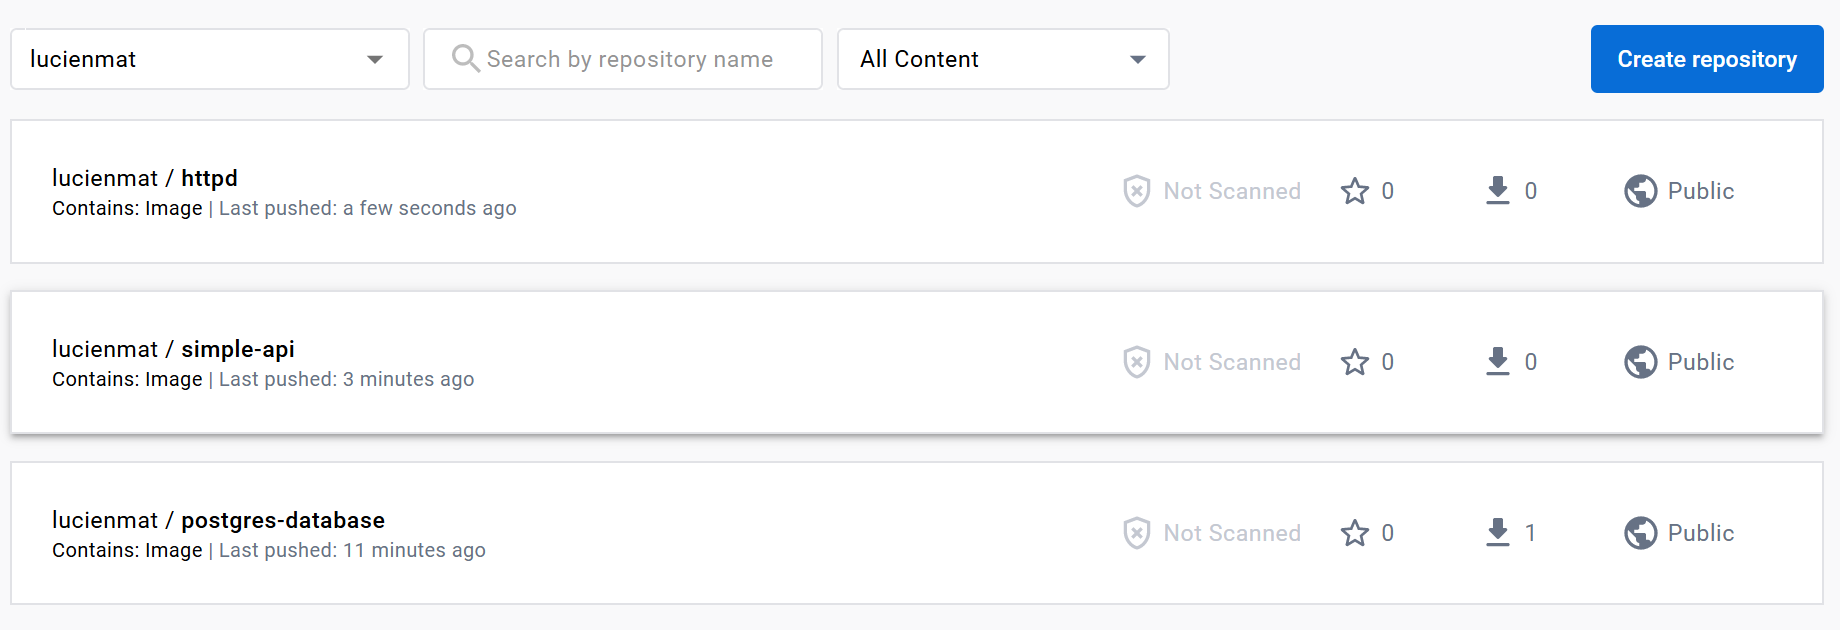 lucienmat
Search by repository name
All Content
Create repository
lucienmat / httpd
Contains: Image | Last pushed: a few seconds ago
Not Scanned
0
0
Public
lucienmat / simple-api
Contains: Image | Last pushed: 3 minutes ago
Not Scanned
0
0
Public
lucienmat / postgres-database
Contains: Image | Last pushed: 11 minutes ago
Not Scanned
0
1
Public